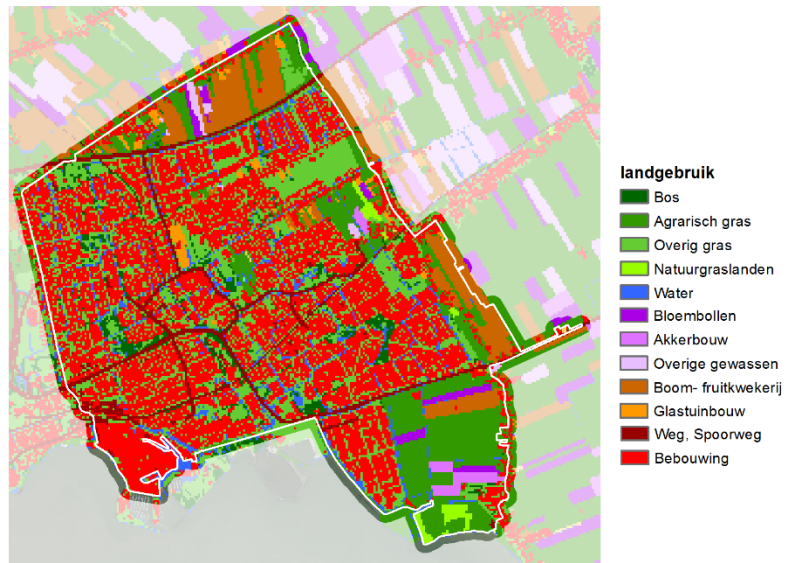 landgebruik
Bos
Agrarisch gras
Overig gras
Natuurgraslanden
Water
Bloembollen
Akkerbouw
Overige gewassen
Boom- fruitkwekerij
Glastuinbouw
Weg, Spoorweg
Bebouwing